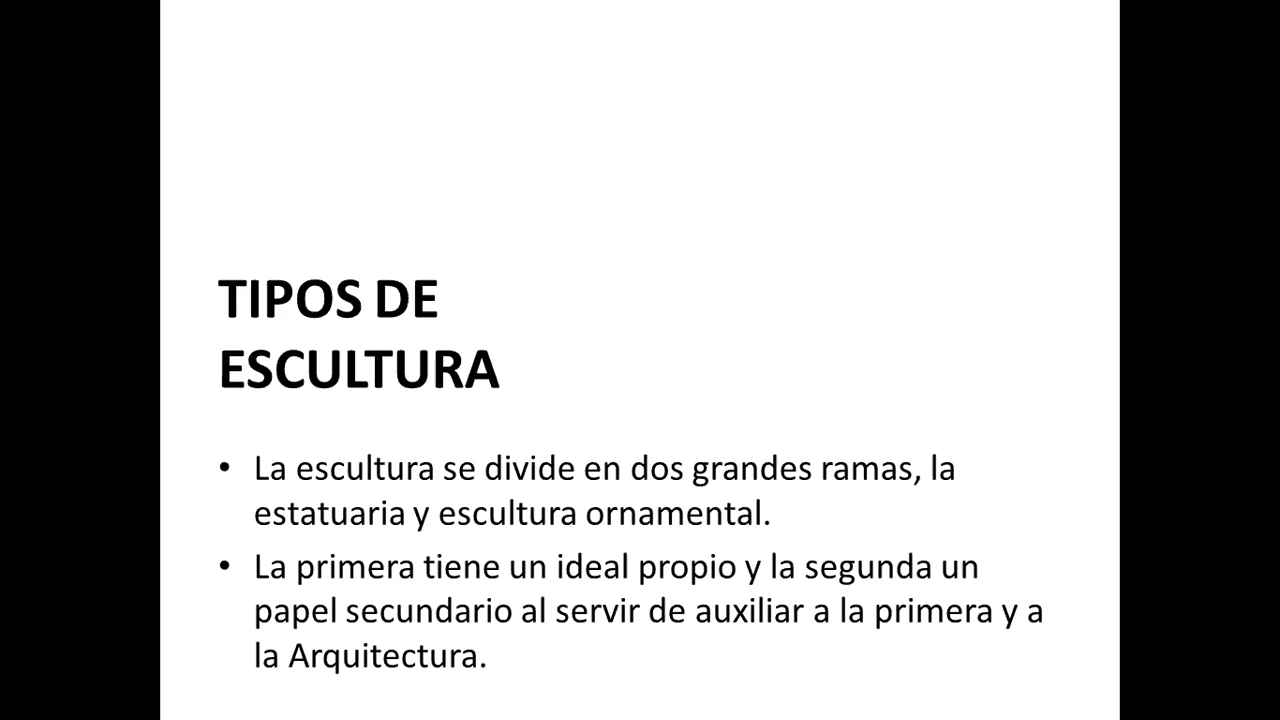 TIPOS DE
ESCULTURA
• La escultura se divide en dos grandes ramas, la
estatuaria y escultura ornamental.
• La primera tiene un ideal propio y la segunda un
papel secundario al servir de auxiliar a la primera y a
la Arquitectura.